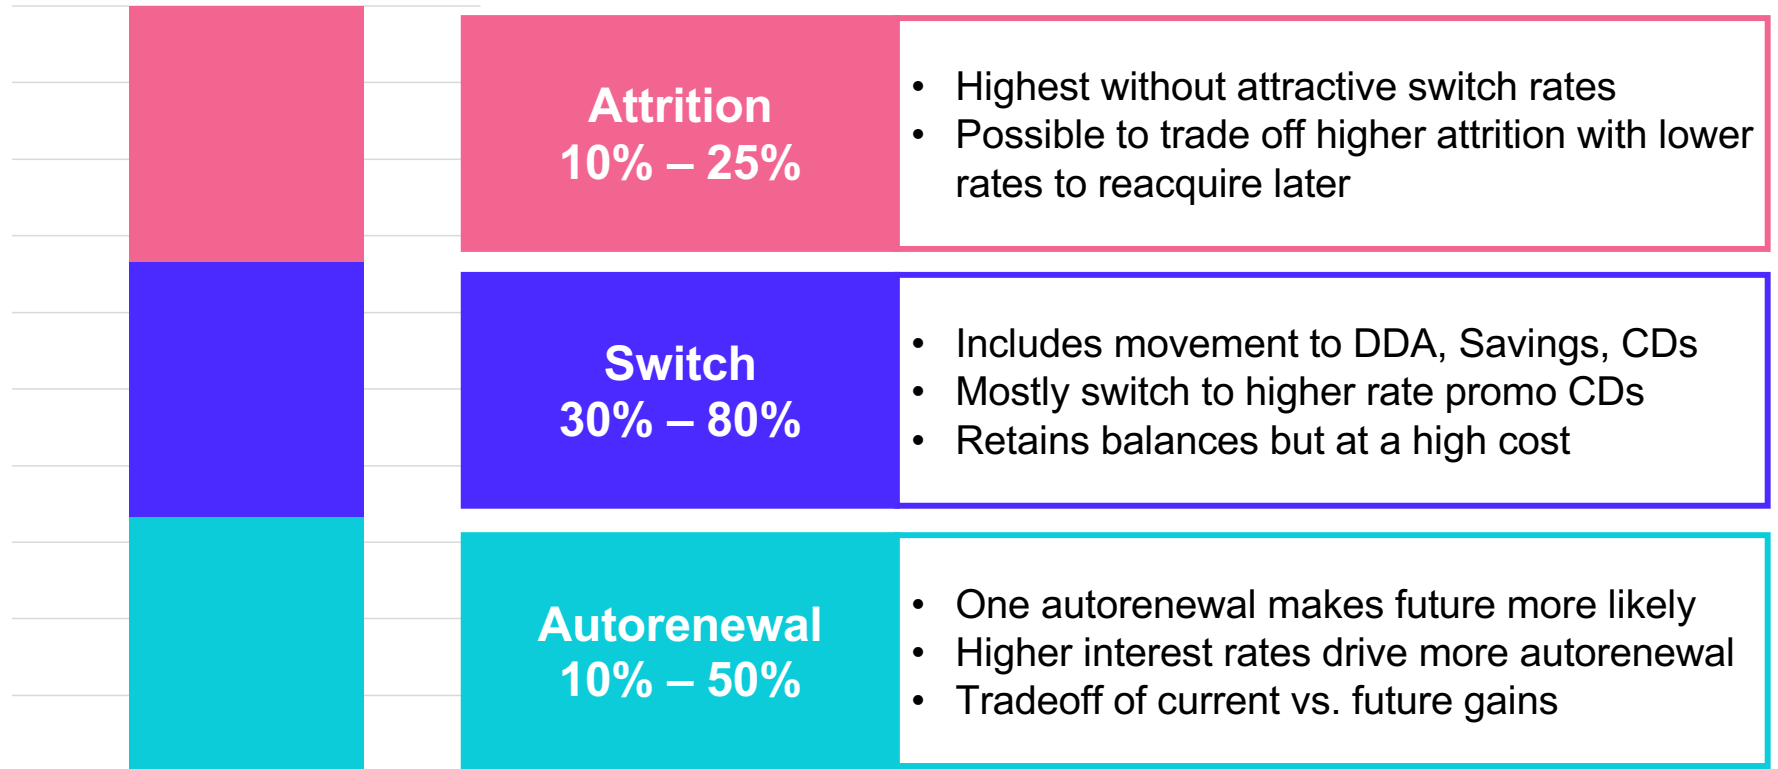 Attrition
10% – 25%
• Highest without attractive switch rates
• Possible to trade off higher attrition with lower
rates to reacquire later
Switch
30% – 80%
• Includes movement to DDA, Savings, CDs
• Mostly switch to higher rate promo CDs
• Retains balances but at a high cost
Autorenewal
10% – 50%
• One autorenewal makes future more likely
• Higher interest rates drive more autorenewal
• Tradeoff of current vs. future gains